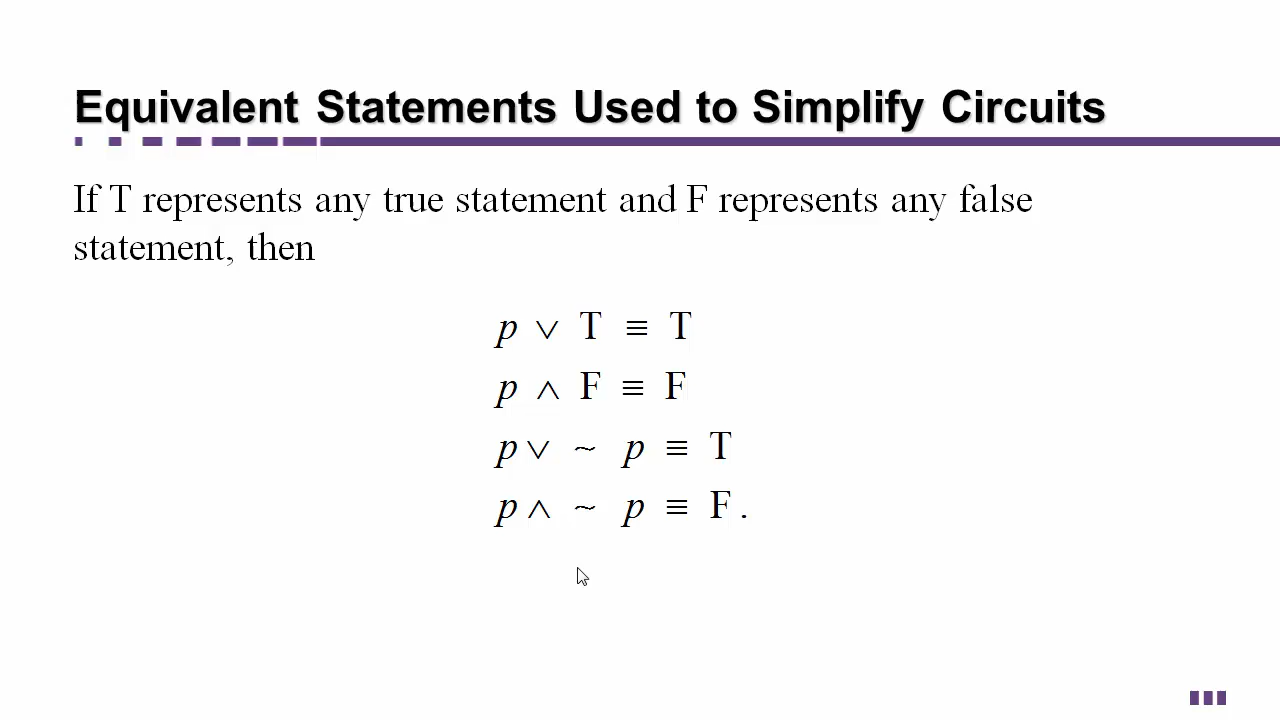 Equivalent Statements Used to Simplify Circuits
If T represents any true statement and F represents any false
statement, then
p ∨ T ≡ T
p ∧ F ≡ F
p ∨ ~ p ≡ T
p ∧ ~ p ≡ F.